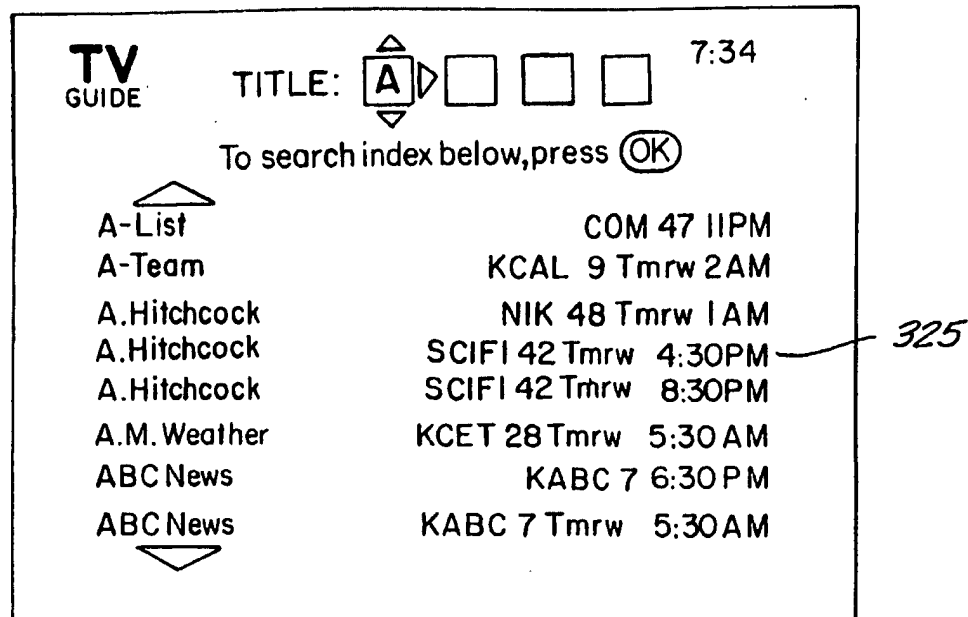 TV
GUIDE
TITLE: A
7:34
To search index below, press OK
A-List COM 47 11PM
A-Team KCAL 9 Tmrw 2AM
A.Hitchcock NIK 48 Tmrw 1AM
A.Hitchcock SCIFI 42 Tmrw 4:30PM
325
A.Hitchcock SCIFI 42 Tmrw 8:30PM
A.M. Weather KCET 28 Tmrw 5:30AM
ABC News KABC 7 6:30PM
ABC News KABC 7 Tmrw 5:30AM